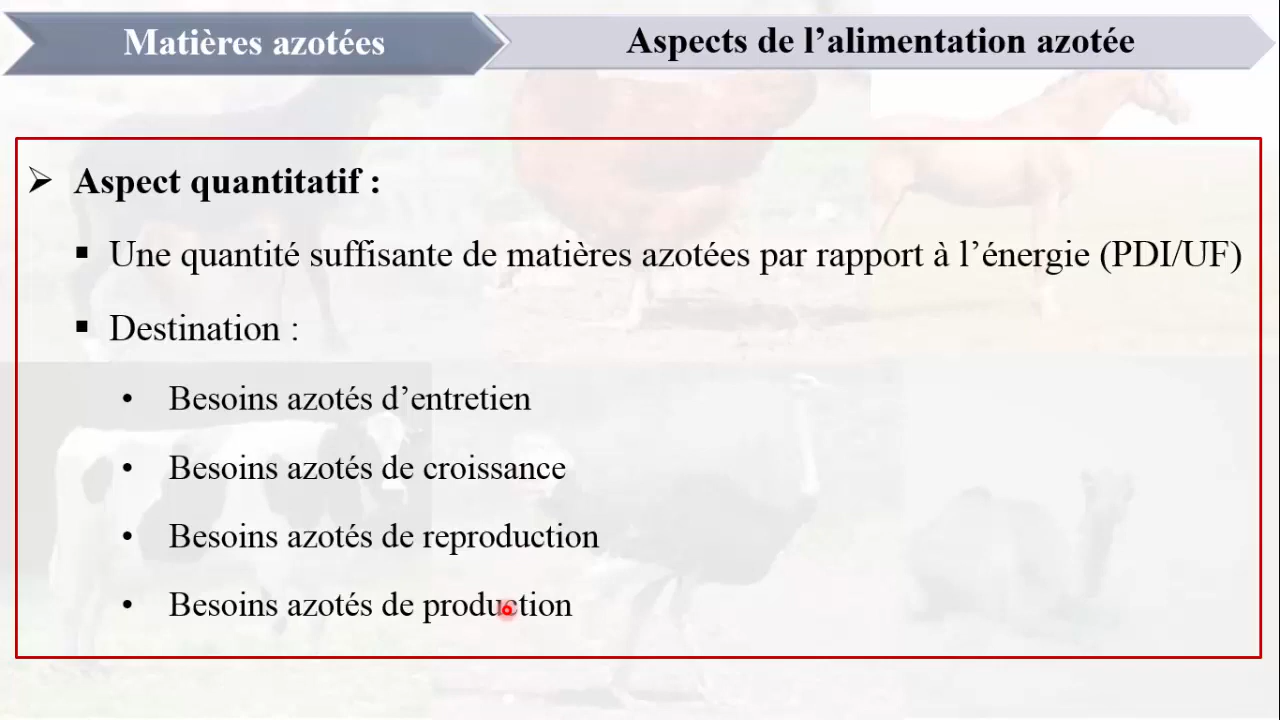 Matières azotées
Aspects de l’alimentation azotée
➢ Aspect quantitatif :
▪ Une quantité suffisante de matières azotées par rapport à l’énergie (PDI/UF)
▪ Destination :
• Besoins azotés d’entretien
• Besoins azotés de croissance
• Besoins azotés de reproduction
• Besoins azotés de production